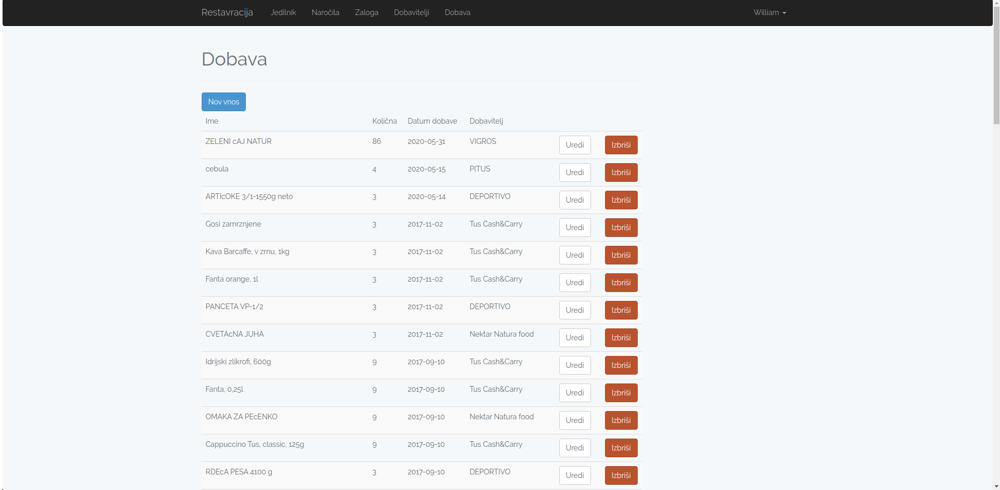 Restavracija Jedilnik Naročila Zaloga Dobavitelji Dobava William
Dobava
Nov vnos
Ime Količna Datum dobave Dobavitelj
ZELENI cAJ NATUR 86 2020-05-31 VIGROS Uredi Izbriši
cebula 4 2020-05-15 PITUS Uredi Izbriši
ARTIcOKE 3/1-1550g neto 3 2020-05-14 DEPORTIVO Uredi Izbriši
Gosi zamrznjene 3 2017-11-02 Tus Cash&Carry Uredi Izbriši
Kava Barcaffe, v zrnu, 1kg 3 2017-11-02 Tus Cash&Carry Uredi Izbriši
Fanta orange, 1l 3 2017-11-02 Tus Cash&Carry Uredi Izbriši
PANCETA VP-1/2 3 2017-11-02 DEPORTIVO Uredi Izbriši
CVETAcNA JUHA 3 2017-11-02 Nektar Natura food Uredi Izbriši
Idrijski zlikrofi, 600g 9 2017-09-10 Tus Cash&Carry Uredi Izbriši
Fanta, 0,25l 9 2017-09-10 Tus Cash&Carry Uredi Izbriši
OMAKA ZA PEcENKO 9 2017-09-10 Nektar Natura food Uredi Izbriši
Cappuccino Tus, classic, 125g 9 2017-09-10 Tus Cash&Carry Uredi Izbriši
RDEcA PESA 4100 g 3 2017-09-10 DEPORTIVO Uredi Izbriši